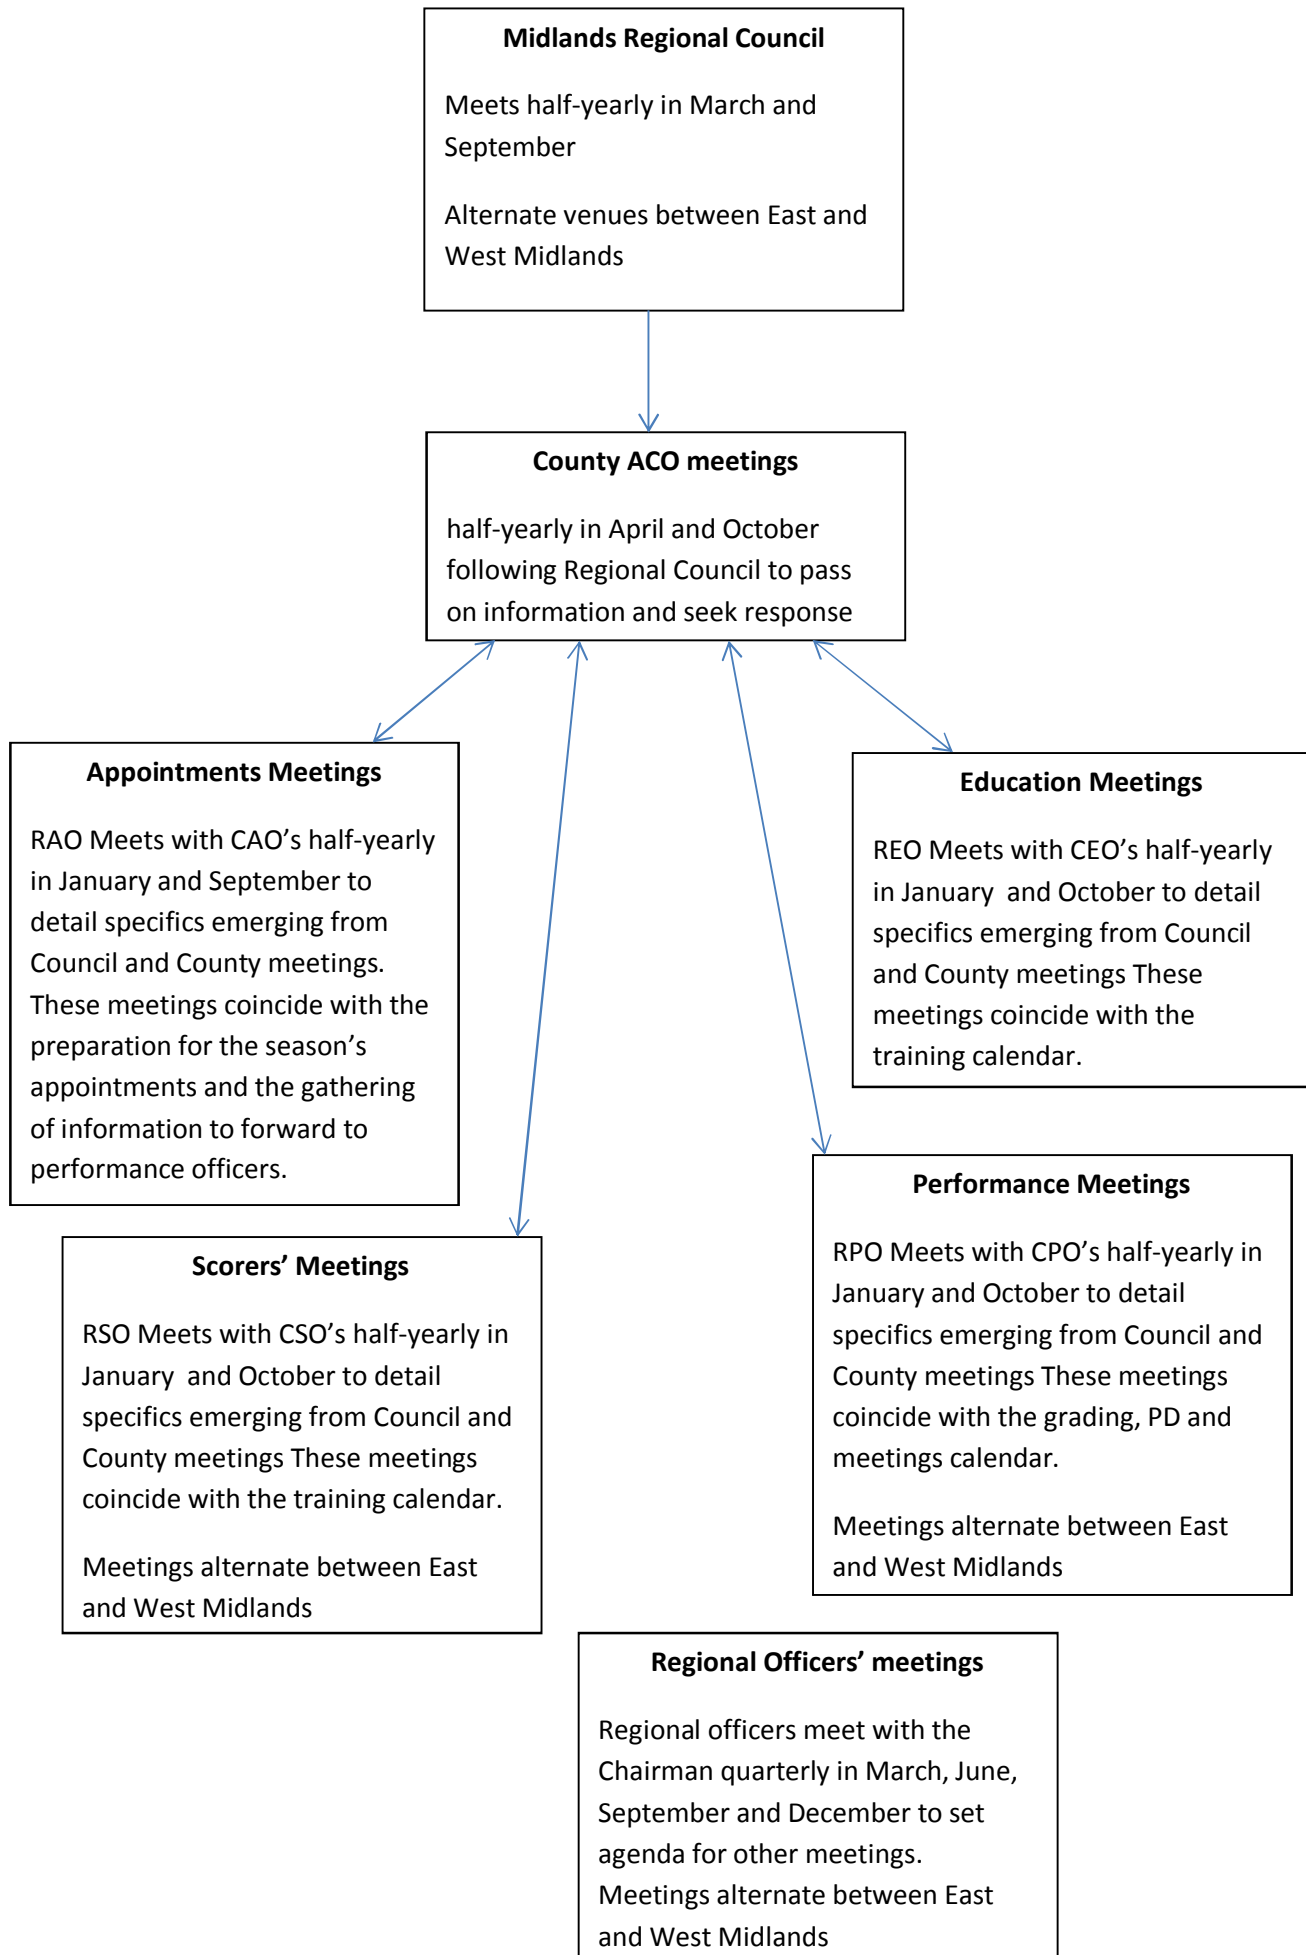 Midlands Regional Council
Meets half-yearly in March and
September
Alternate venues between East and
West Midlands
County ACO meetings
half-yearly in April and October
following Regional Council to pass
on information and seek response
Appointments Meetings
RAO Meets with CAO’s half-yearly
in January and September to
detail specifics emerging from
Council and County meetings.
These meetings coincide with the
preparation for the season’s
appointments and the gathering
of information to forward to
performance officers.
Education Meetings
REO Meets with CEO’s half-yearly
in January  and October to detail
specifics emerging from Council
and County meetings These
meetings coincide with the
training calendar.
Scorers’ Meetings
RSO Meets with CSO’s half-yearly in
January  and October to detail
specifics emerging from Council and
County meetings These meetings
coincide with the training calendar.
Meetings alternate between East
and West Midlands
Performance Meetings
RPO Meets with CPO’s half-yearly in
January and October to detail
specifics emerging from Council and
County meetings These meetings
coincide with the grading, PD and
meetings calendar.
Meetings alternate between East
and West Midlands
Regional Officers’ meetings
Regional officers meet with the
Chairman quarterly in March, June,
September and December to set
agenda for other meetings.
Meetings alternate between East
and West Midlands